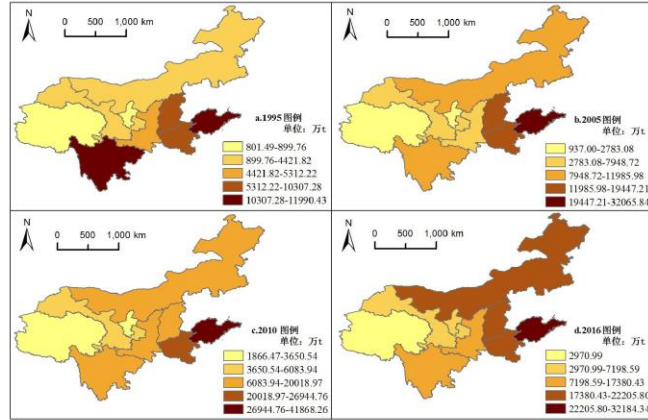 N
0 500 1,000 km
a.1995 图例
单位：万t
801.49-899.76
899.76-4421.82
4421.82-5312.22
5312.22-10307.28
10307.28-11990.43
N
0 500 1,000 km
b.2005 图例
单位：万t
937.00-2783.08
2783.08-7948.72
7948.72-11985.98
11985.98-19447.21
19447.21-32065.84
N
0 500 1,000 km
c.2010 图例
单位：万t
1866.47-3650.54
3650.54-6083.94
6083.94-20018.97
20018.97-26944.76
26944.76-41868.26
N
0 500 1,000 km
d.2016 图例
单位：万t
2970.99
2970.99-7198.59
7198.59-17380.43
17380.43-22205.80
22205.80-32184.34